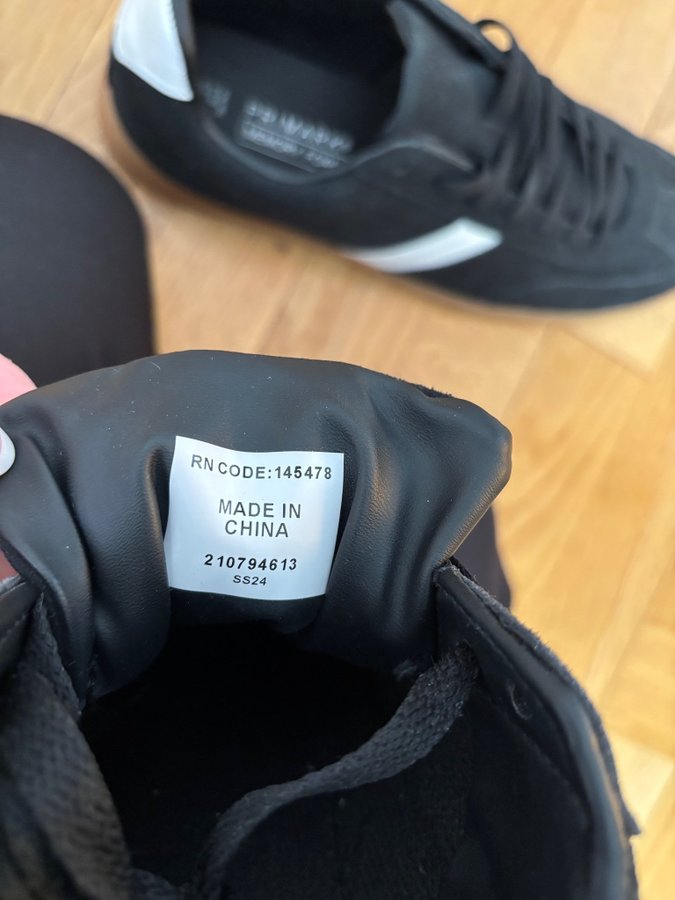 RN CODE:145478
MADE IN
CHINA
210794613
SS24